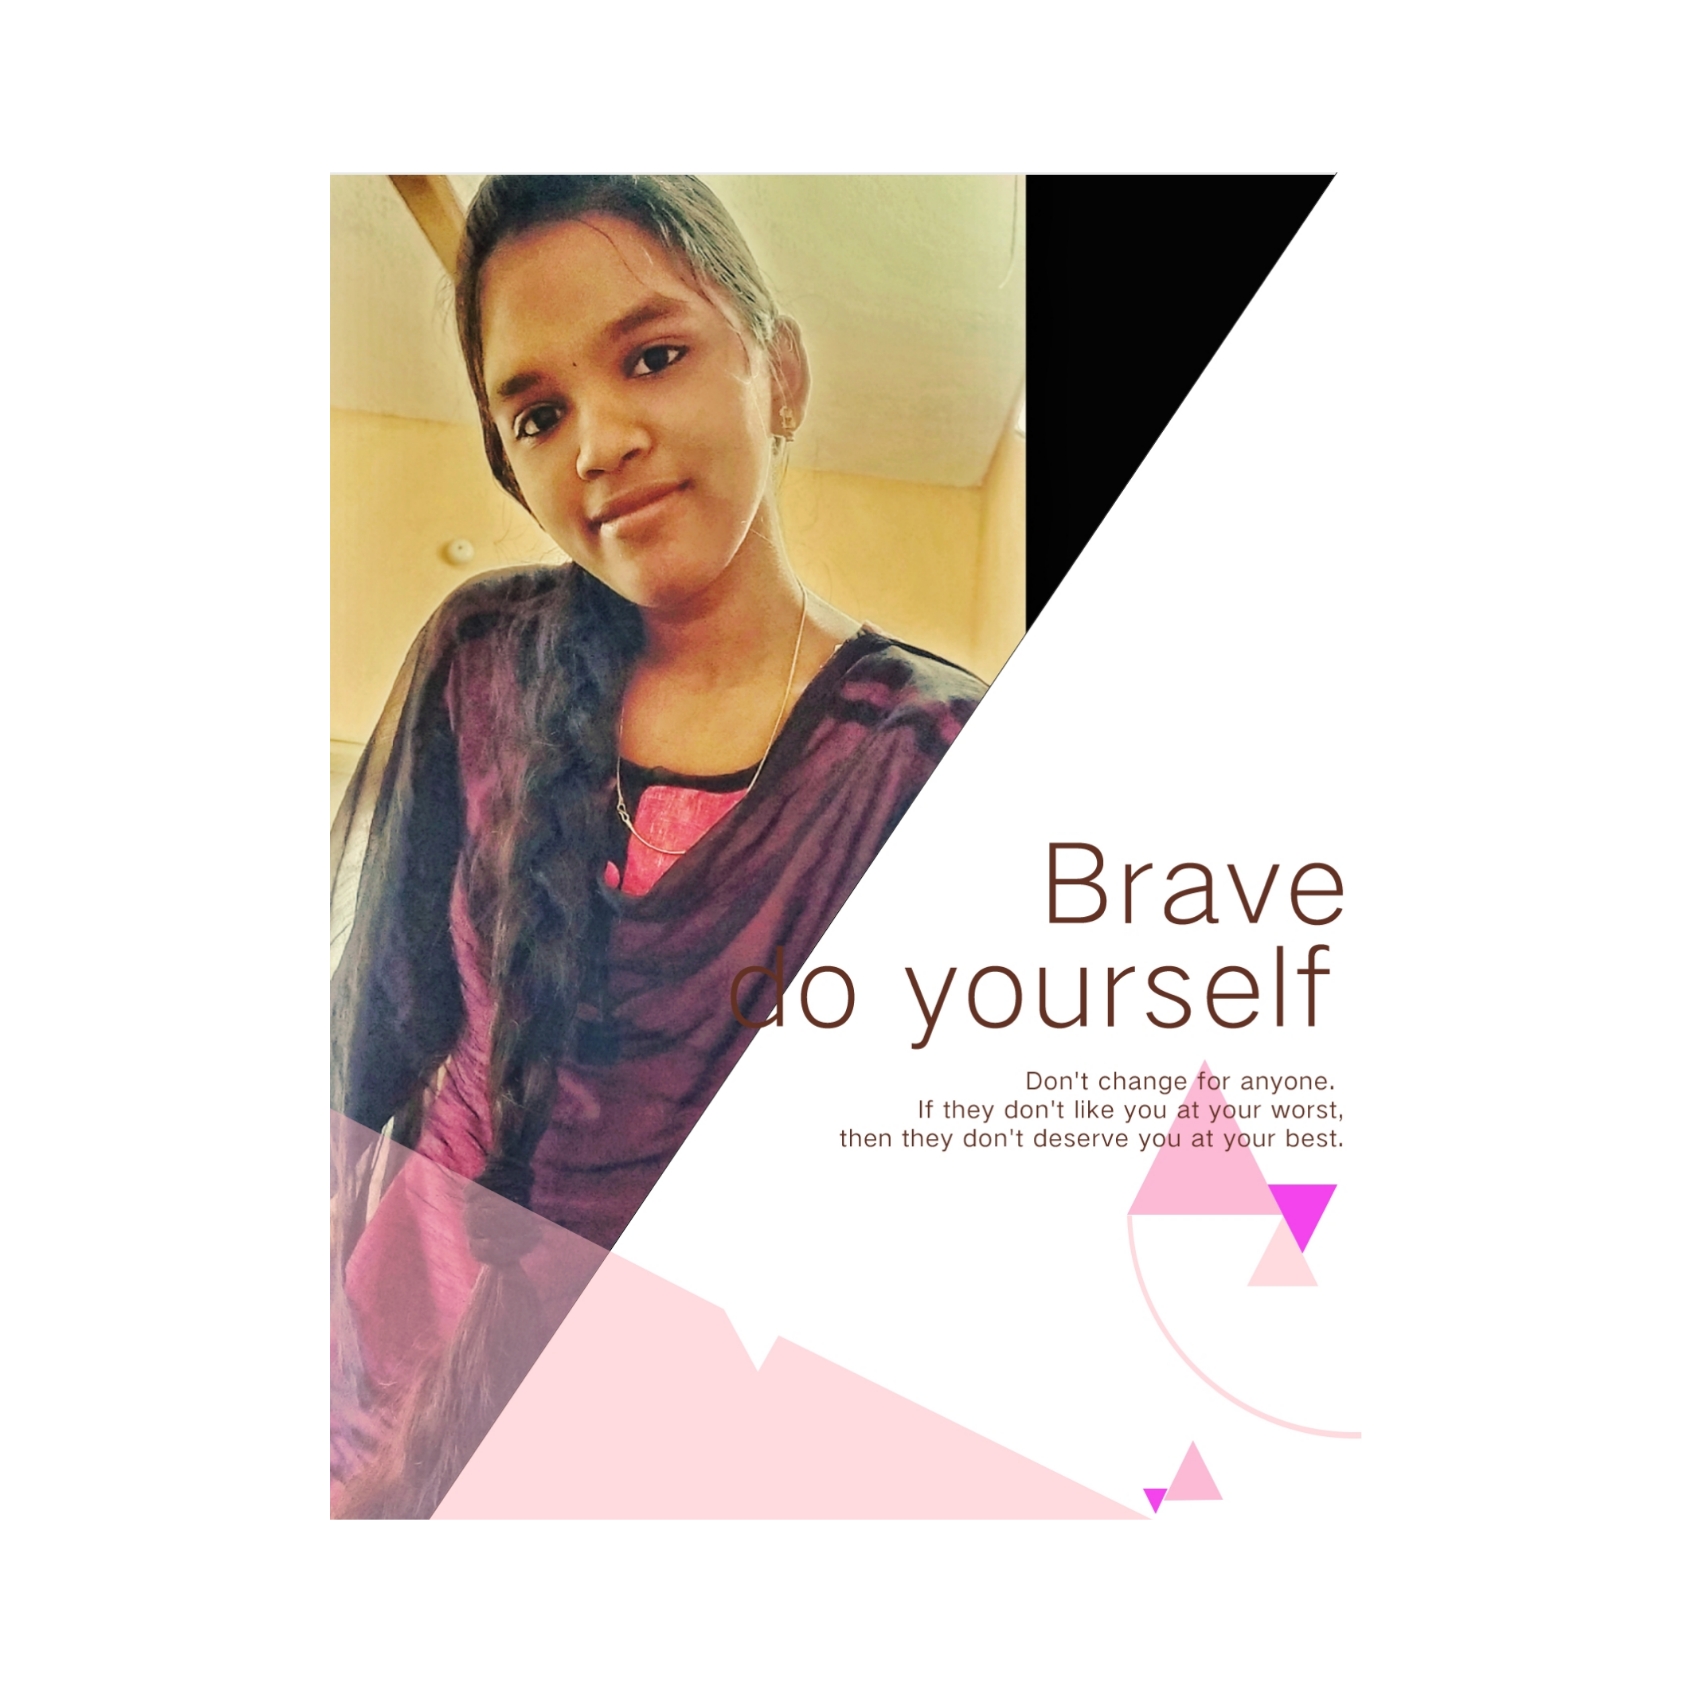 Brave
do yourself
Don't change for anyone.
If they don't like you at your worst,
then they don't deserve you at your best.